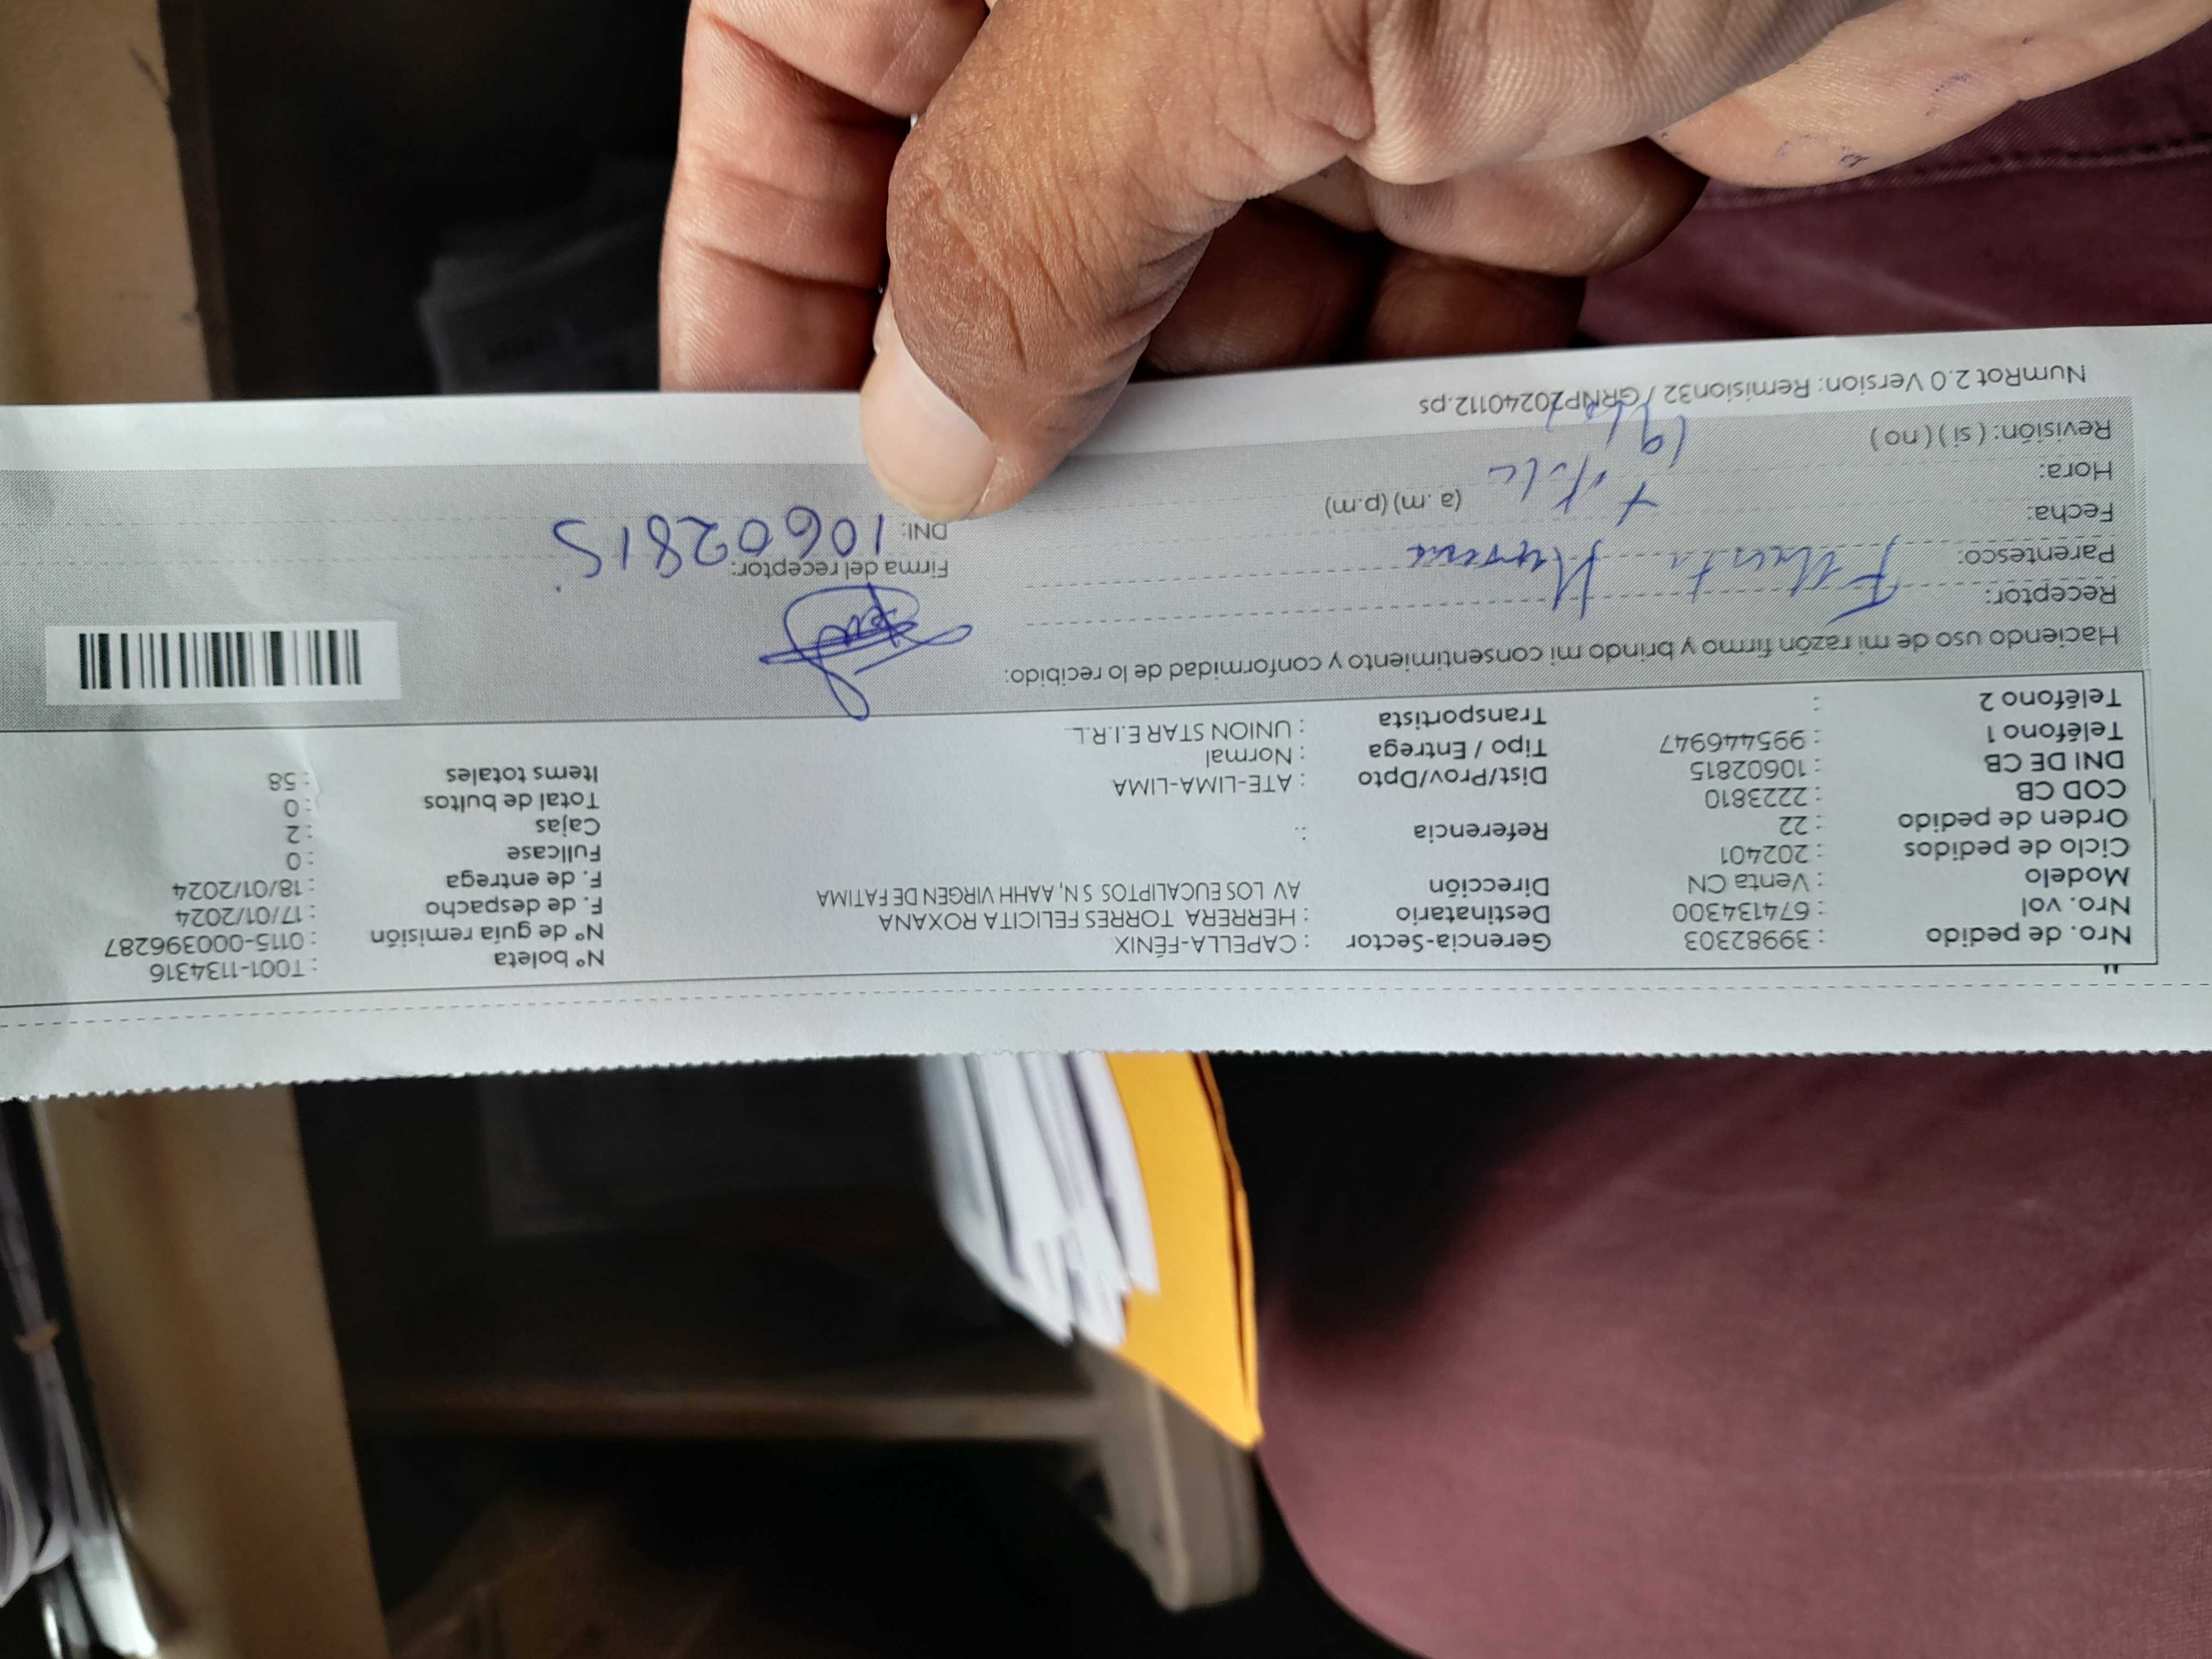 Nro. de pedido : 39982303 Gerencia-Sector : CAPELLA-FÉNIX Nº boleta : T001-1134316
Nro. vol : 674134300 Destinatario : HERRERA TORRES FELICITA ROXANA Nº de guía remisión : 0115-000396287
Modelo : Venta CN Dirección AV LOS EUCALIPTOS S N, AAHH VIRGEN DE FATIMA F. de despacho : 17/01/2024
Ciclo de pedidos : 202401 F. de entrega : 18/01/2024
Orden de pedido : 22 Referencia : . Fullcase : 0
COD CB : 2223810 Cajas : 2
DNI DE CB : 10602815 Dist/Prov/Dpto : ATE-LIMA-LIMA Total de bultos : 0
Teléfono 1 : 995446947 Tipo / Entrega : Normal Items totales : 58
Teléfono 2 : Transportista : UNION STAR E.I.R.L.
Haciendo uso de mi razón firmo y brindo mi consentimiento y conformidad de lo recibido:
Receptor:
Parentesco: Firma del receptor:
Fecha: DNI: 10602815
Hora: (a. m) (p.m)
Revisión: ( si ) ( no )
NumRot 2.0 Version: Remision32 / GRNP20240112.ps